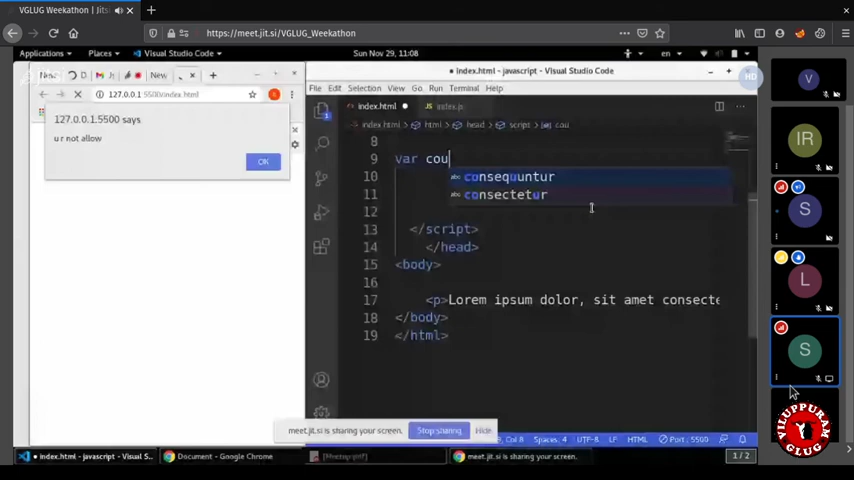 VGLUG Weekathon | Jitsi
https://meet.jit.si/VGLUG_Weekathon
Applications
Places
Visual Studio Code
Sun Nov 29, 11:08
en
New
127.0.0.1:5500/index.html
127.0.0.1:5500 says
u r not allow
OK
index.html - javascript - Visual Studio Code
File Edit Selection View Go Run Terminal Help
index.html
index.js
index.html > html > head > script > cou
8
9 var cou
consequuntur
consectetur
10
11
12
13 </script>
14 </head>
15 <body>
16
17 <p>Lorem ipsum dolor, sit amet consecte
18 </body>
19 </html>
Col 8 Spaces: 4 UTF-8 LF HTML Port : 5500
meet.jit.si is sharing your screen.
Stop sharing
Hide
index.html - javascript - Visual S...
Document - Google Chrome
meet.jit.si is sharing your screen.
1 / 2
HD
V
IR
S
L
S
VILUPPURAM
GLUG